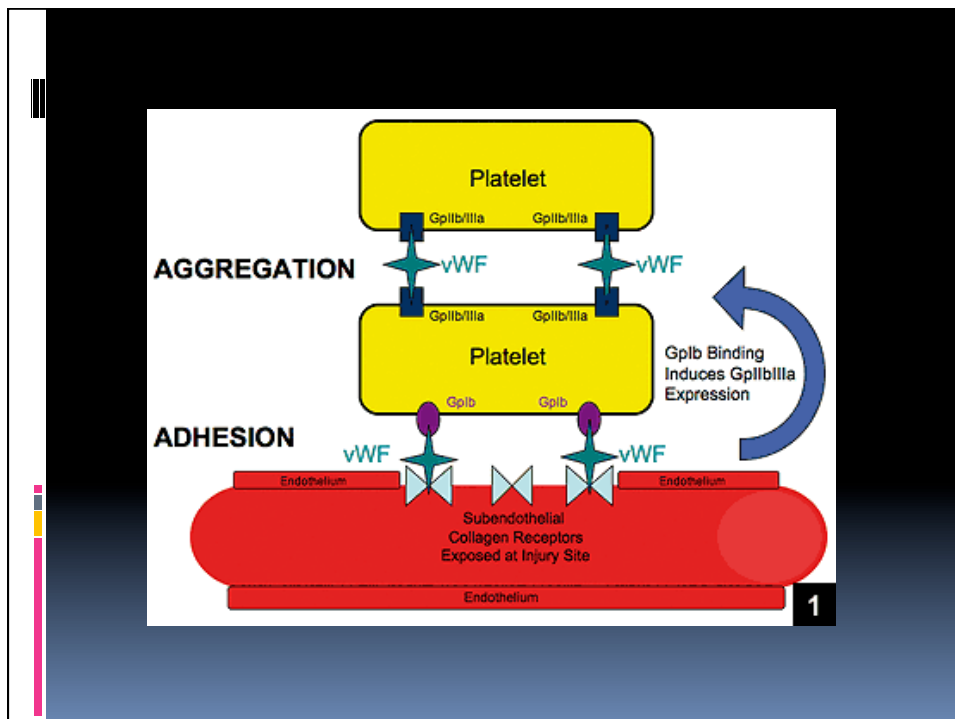 Platelet
GpIIb/IIIa GpIIb/IIIa
AGGREGATION
vWF vWF
GpIIb/IIIa GpIIb/IIIa
Platelet
GpIb Binding
Induces GpIIbIIIa
Expression
GpIb GpIb
ADHESION
vWF vWF
Endothelium Endothelium
Subendothelial
Collagen Receptors
Exposed at Injury Site
Endothelium
1